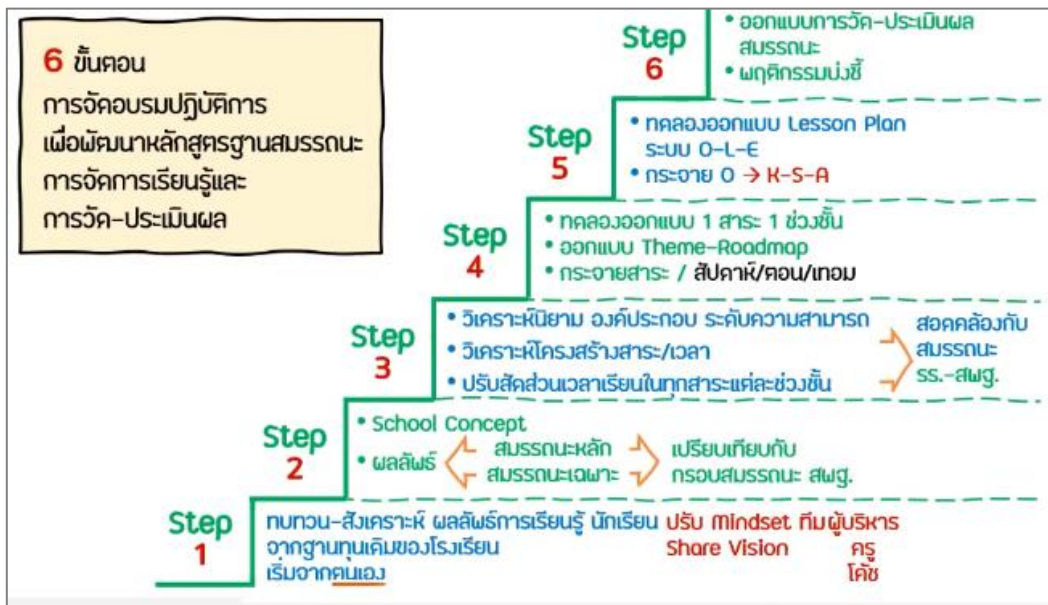 6 ขั้นตอน
การจัดอบรมปฏิบัติการ
เพื่อพัฒนาหลักสูตรฐานสมรรถนะ
การจัดการเรียนรู้และ
การวัด-ประเมินผล
Step
6
• ออกแบบการวัด-ประเมินผล
สมรรถนะ
• พฤติกรรมบ่งชี้
Step
5
• ทดลองออกแบบ Lesson Plan
ระบบ O-L-E
• กระจาย O → K-S-A
Step
4
• ทดลองออกแบบ 1 สาระ 1 ช่วงชั้น
• ออกแบบ Theme-Roadmap
• กระจายสาระ / สัปดาห์/ตอน/เทอม
Step
3
• วิเคราะห์นิยาม องค์ประกอบ ระดับความสามารถ
• วิเคราะห์โครงสร้างสาระ/เวลา
• ปรับสัดส่วนเวลาเรียนในทุกสาระแต่ละช่วงชั้น
สอดคล้องกับ
สมรรถนะ
รร.-สพฐ.
Step
2
• School Concept
• ผลลัพธ์
สมรรถนะหลัก
สมรรถนะเฉพาะ
เปรียบเทียบกับ
กรอบสมรรถนะ สพฐ.
Step
1
ทบทวน-สังเคราะห์ ผลลัพธ์การเรียนรู้ นักเรียน
จากฐานทุนเดิมของโรงเรียน
เริ่มจากตนเอง
ปรับ Mindset ทีมผู้บริหาร
Share Vision ครู
โค้ช